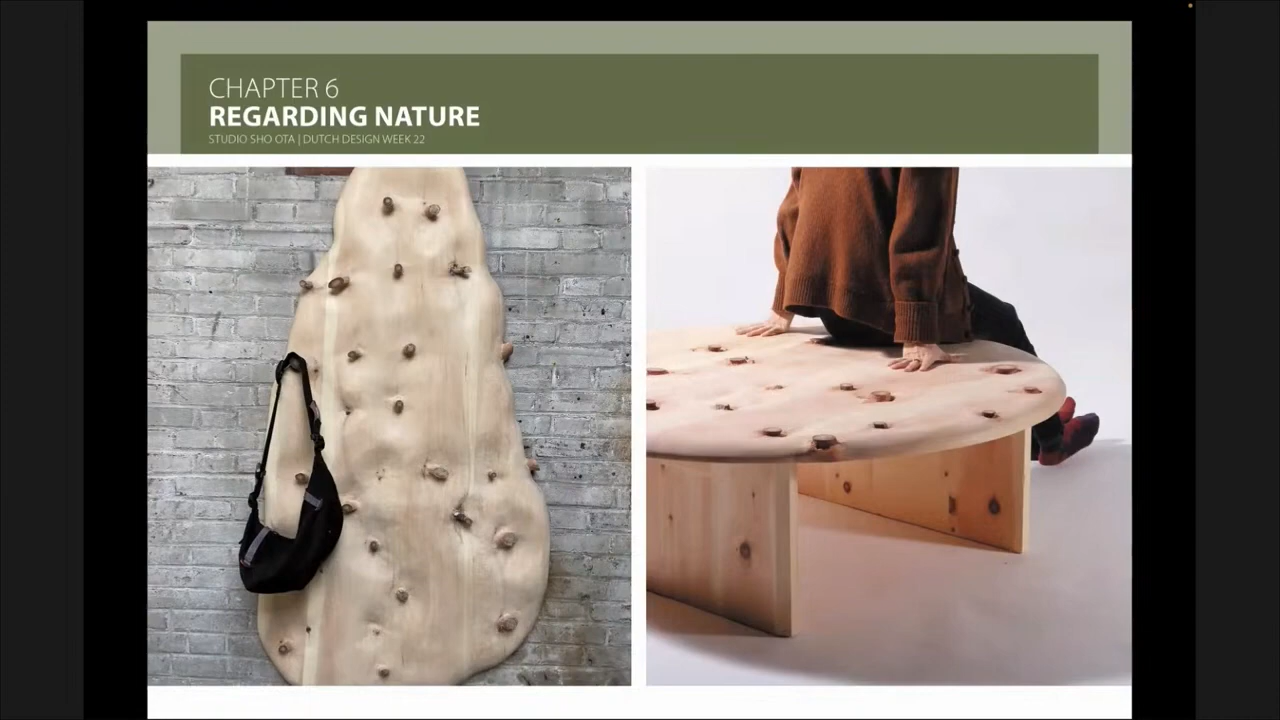 CHAPTER 6
REGARDING NATURE
STUDIO SHO OTA | DUTCH DESIGN WEEK 22